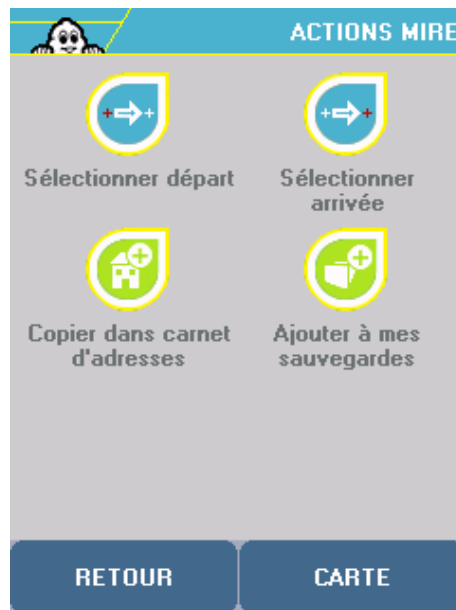 ACTIONS MIRE
Sélectionner départ
Sélectionner
arrivée
Copier dans carnet
d'adresses
Ajouter à mes
sauvegardes
RETOUR
CARTE